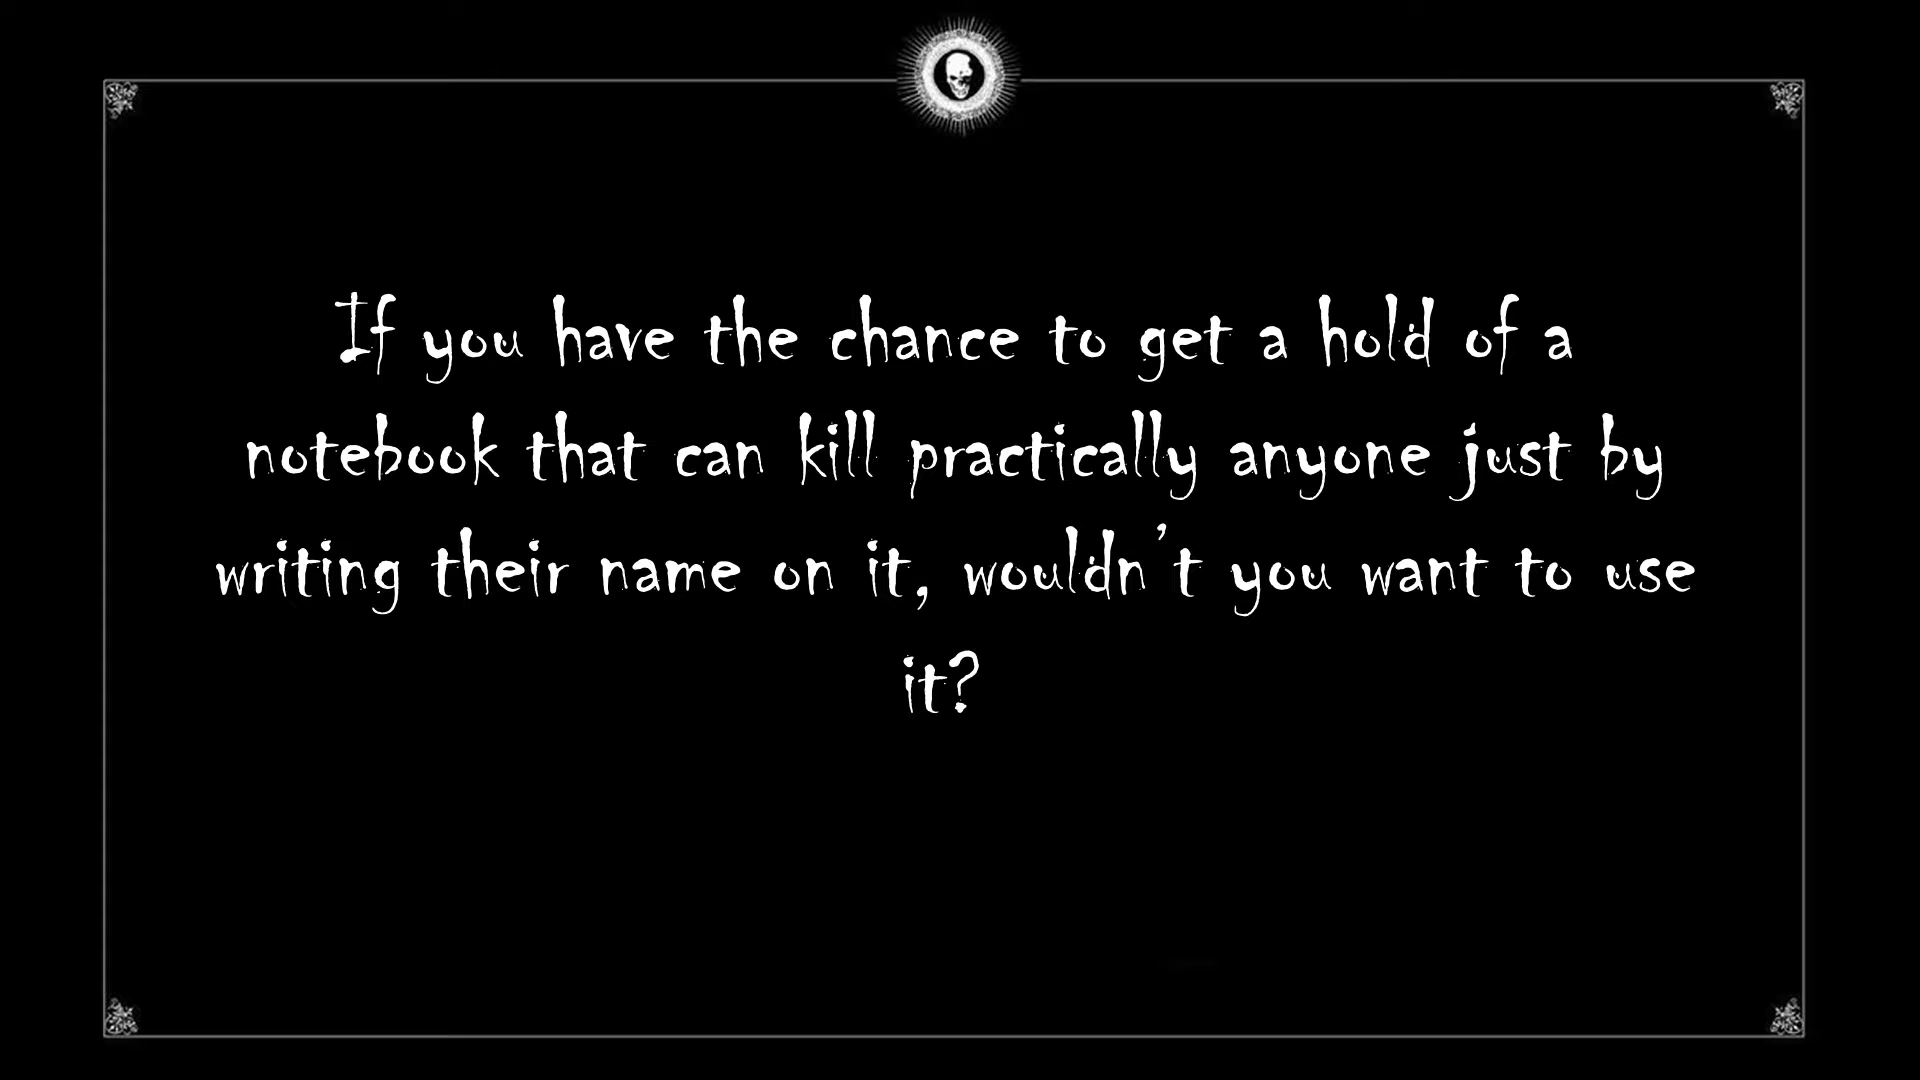 If you have the chance to get a hold of a
notebook that can kill practically anyone just by
writing their name on it, wouldn't you want to use
it?